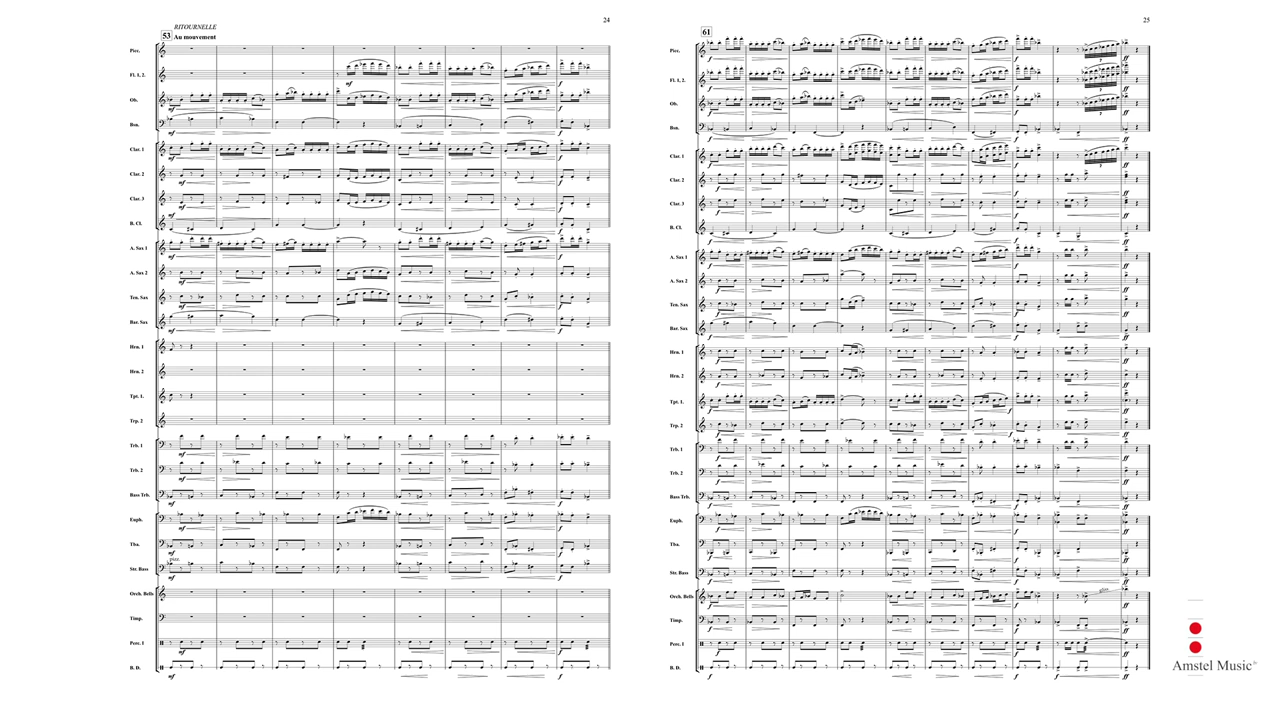 24
RITOURNELLE
53 Au mouvement
Picc.
Fl. 1, 2.
Ob.
Bsn.
Clar. 1
Clar. 2
Clar. 3
B. Cl.
A. Sax 1
A. Sax 2
Ten. Sax
Bar. Sax
Hrn. 1
Hrn. 2
Tpt. 1.
Trp. 2
Trb. 1
Trb. 2
Bass Trb.
Euph.
Tba.
pizz.
Str. Bass
Orch. Bells
Timp.
Perc. 1
B. D.
mf
f
25
61
Picc.
Fl. 1, 2.
Ob.
Bsn.
Clar. 1
Clar. 2
Clar. 3
B. Cl.
A. Sax 1
A. Sax 2
Ten. Sax
Bar. Sax
Hrn. 1
Hrn. 2
Tpt. 1.
Trp. 2
Trb. 1
Trb. 2
Bass Trb.
Euph.
Tba.
Str. Bass
Orch. Bells
gliss
Timp.
Perc. 1
B. D.
f
ff
Amstel Music®